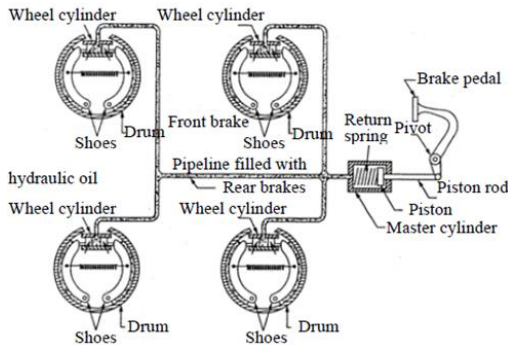 Wheel cylinder
Wheel cylinder
Brake pedal
Return
spring
Pivot
Drum
Front brake
Drum
Shoes
Shoes
Pipeline filled with
hydraulic oil
Rear brakes
Piston rod
Piston
Wheel cylinder
Wheel cylinder
Master cylinder
Drum
Drum
Shoes
Shoes